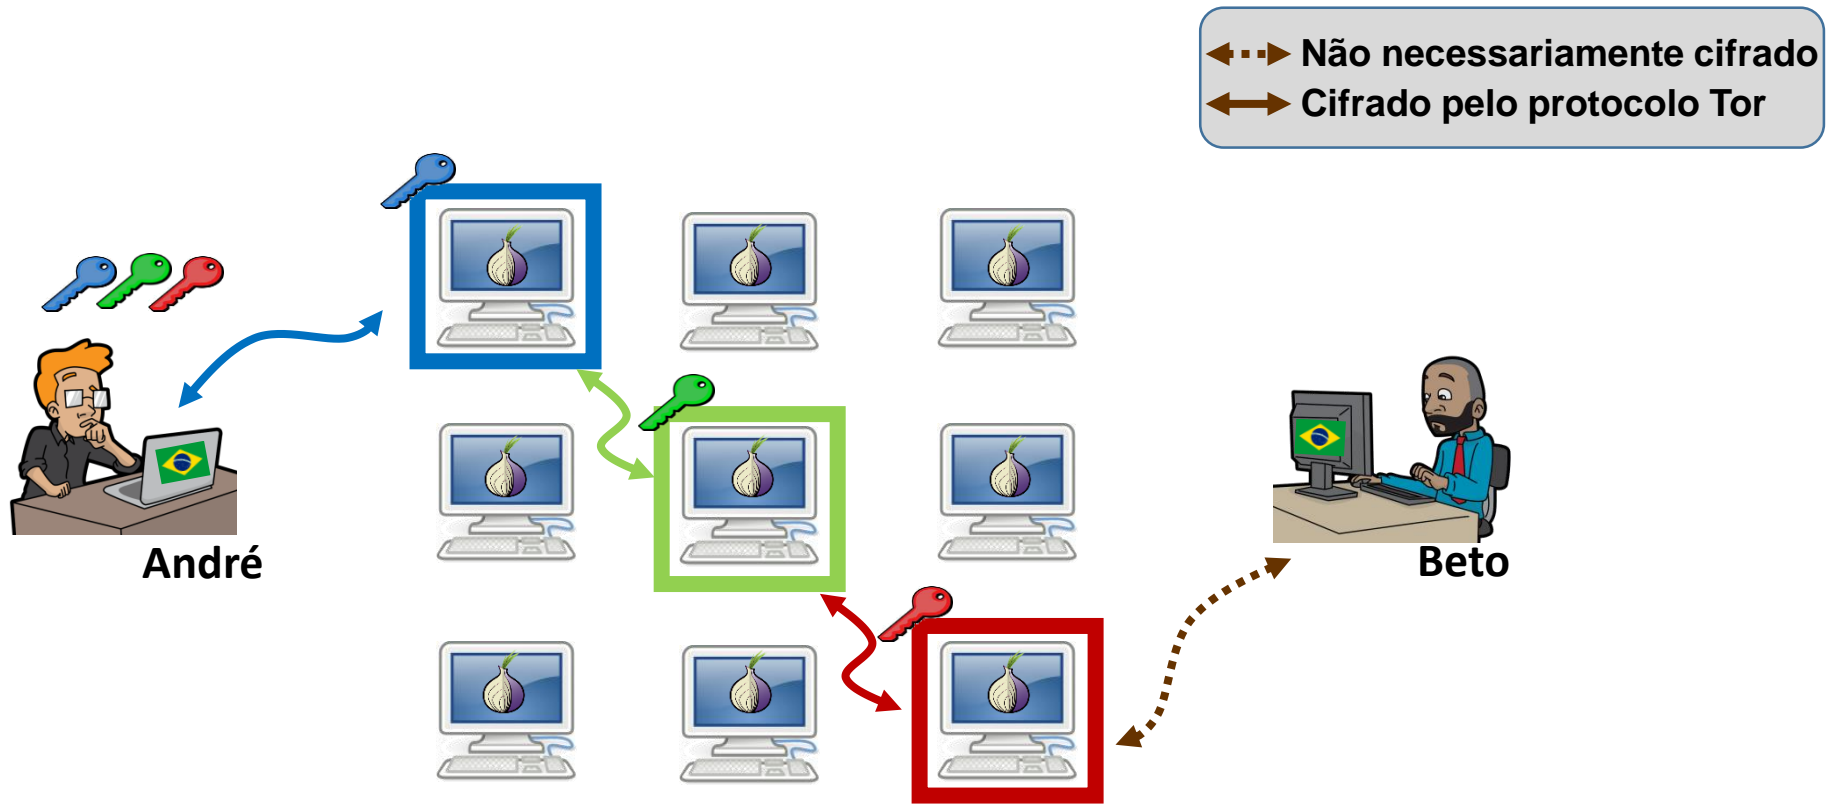 Não necessariamente cifrado
Cifrado pelo protocolo Tor
André
Beto